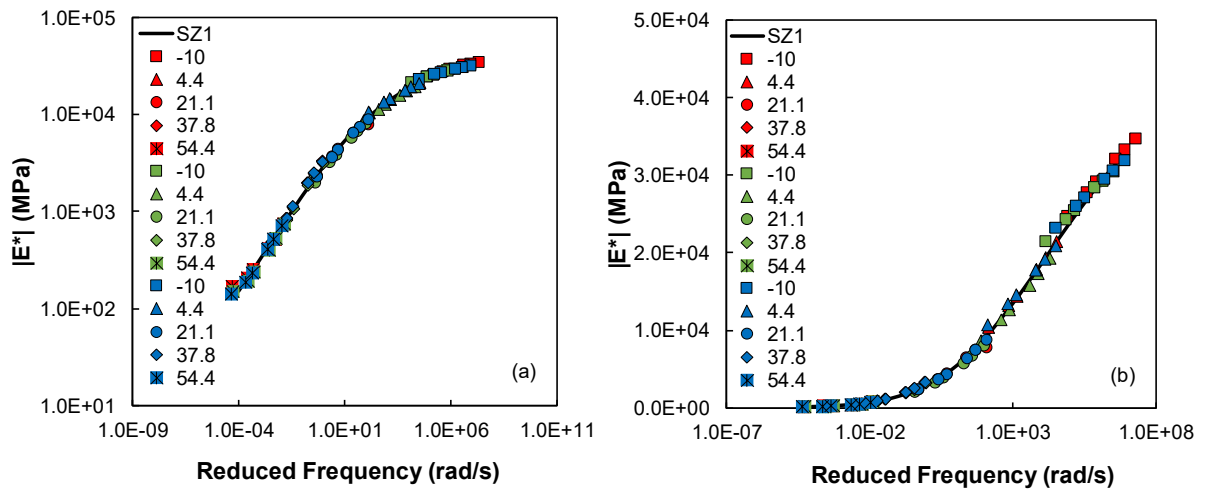 1.0E+05
1.0E+04
1.0E+03
1.0E+02
1.0E+01
|E*| (MPa)
SZ1
-10
4.4
21.1
37.8
54.4
-10
4.4
21.1
37.8
54.4
-10
4.4
21.1
37.8
54.4
(a)
1.0E-09 1.0E-04 1.0E+01 1.0E+06 1.0E+11
Reduced Frequency (rad/s)
5.0E+04
4.0E+04
3.0E+04
2.0E+04
1.0E+04
0.0E+00
|E*| (MPa)
SZ1
-10
4.4
21.1
37.8
54.4
-10
4.4
21.1
37.8
54.4
-10
4.4
21.1
37.8
54.4
(b)
1.0E-07 1.0E-02 1.0E+03 1.0E+08
Reduced Frequency (rad/s)